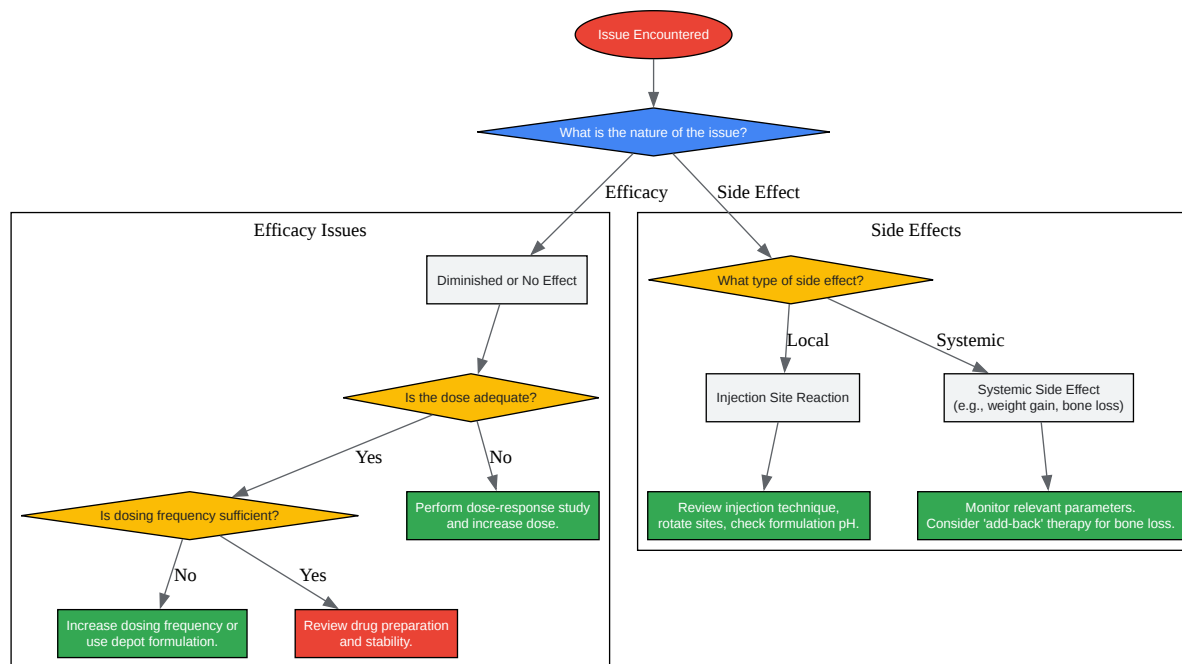 Issue Encountered
What is the nature of the issue?
Efficacy
Side Effect
Efficacy Issues
Diminished or No Effect
Is the dose adequate?
Yes
No
Is dosing frequency sufficient?
Perform dose-response study
and increase dose.
No
Yes
Increase dosing frequency or
use depot formulation.
Review drug preparation
and stability.
Side Effects
What type of side effect?
Local
Systemic
Injection Site Reaction
Systemic Side Effect
(e.g., weight gain, bone loss)
Review injection technique,
rotate sites, check formulation pH.
Monitor relevant parameters.
Consider 'add-back' therapy for bone loss.